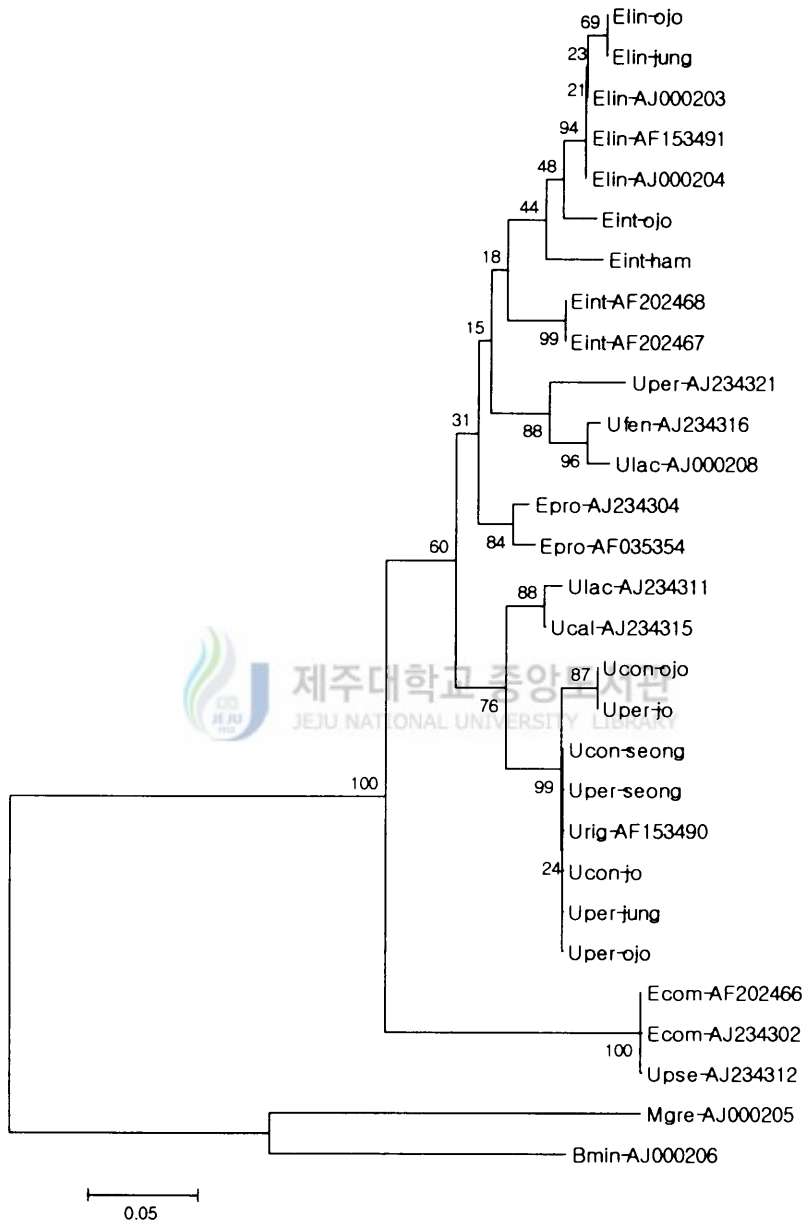 69
Elin-ojo
23
Elin-jung
21
Elin-AJ000203
94
Elin-AF153491
48
Elin-AJ000204
44
Eint-ojo
18
Eint-ham
15
Eint-AF202468
99
Eint-AF202467
31
Uper-AJ234321
88
Ufen-AJ234316
96
Ulac-AJ000208
60
Epro-AJ234304
84
Epro-AF035354
88
Ulac-AJ234311
Ucal-AJ234315
87
Ucon-ojo
76
Uper-jo
제주대학교 중앙도서관
JEJU NATIONAL UNIVERSITY LIBRARY
JEJU
1952
Ucon-seong
100
99
Uper-seong
Urig-AF153490
24
Ucon-jo
Uper-jung
Uper-ojo
Ecom-AF202466
Ecom-AJ234302
100
Upse-AJ234312
Mgre-AJ000205
Bmin-AJ000206
0.05